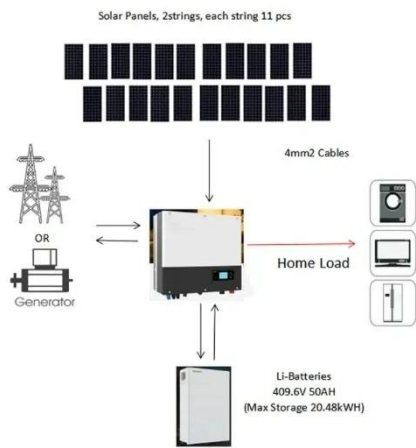 Solar Panels, 2strings, each string 11 pcs
4mm2 Cables
OR
Generator
Home Load
Li-Batteries
409.6V 50AH
(Max Storage 20.48kWH)